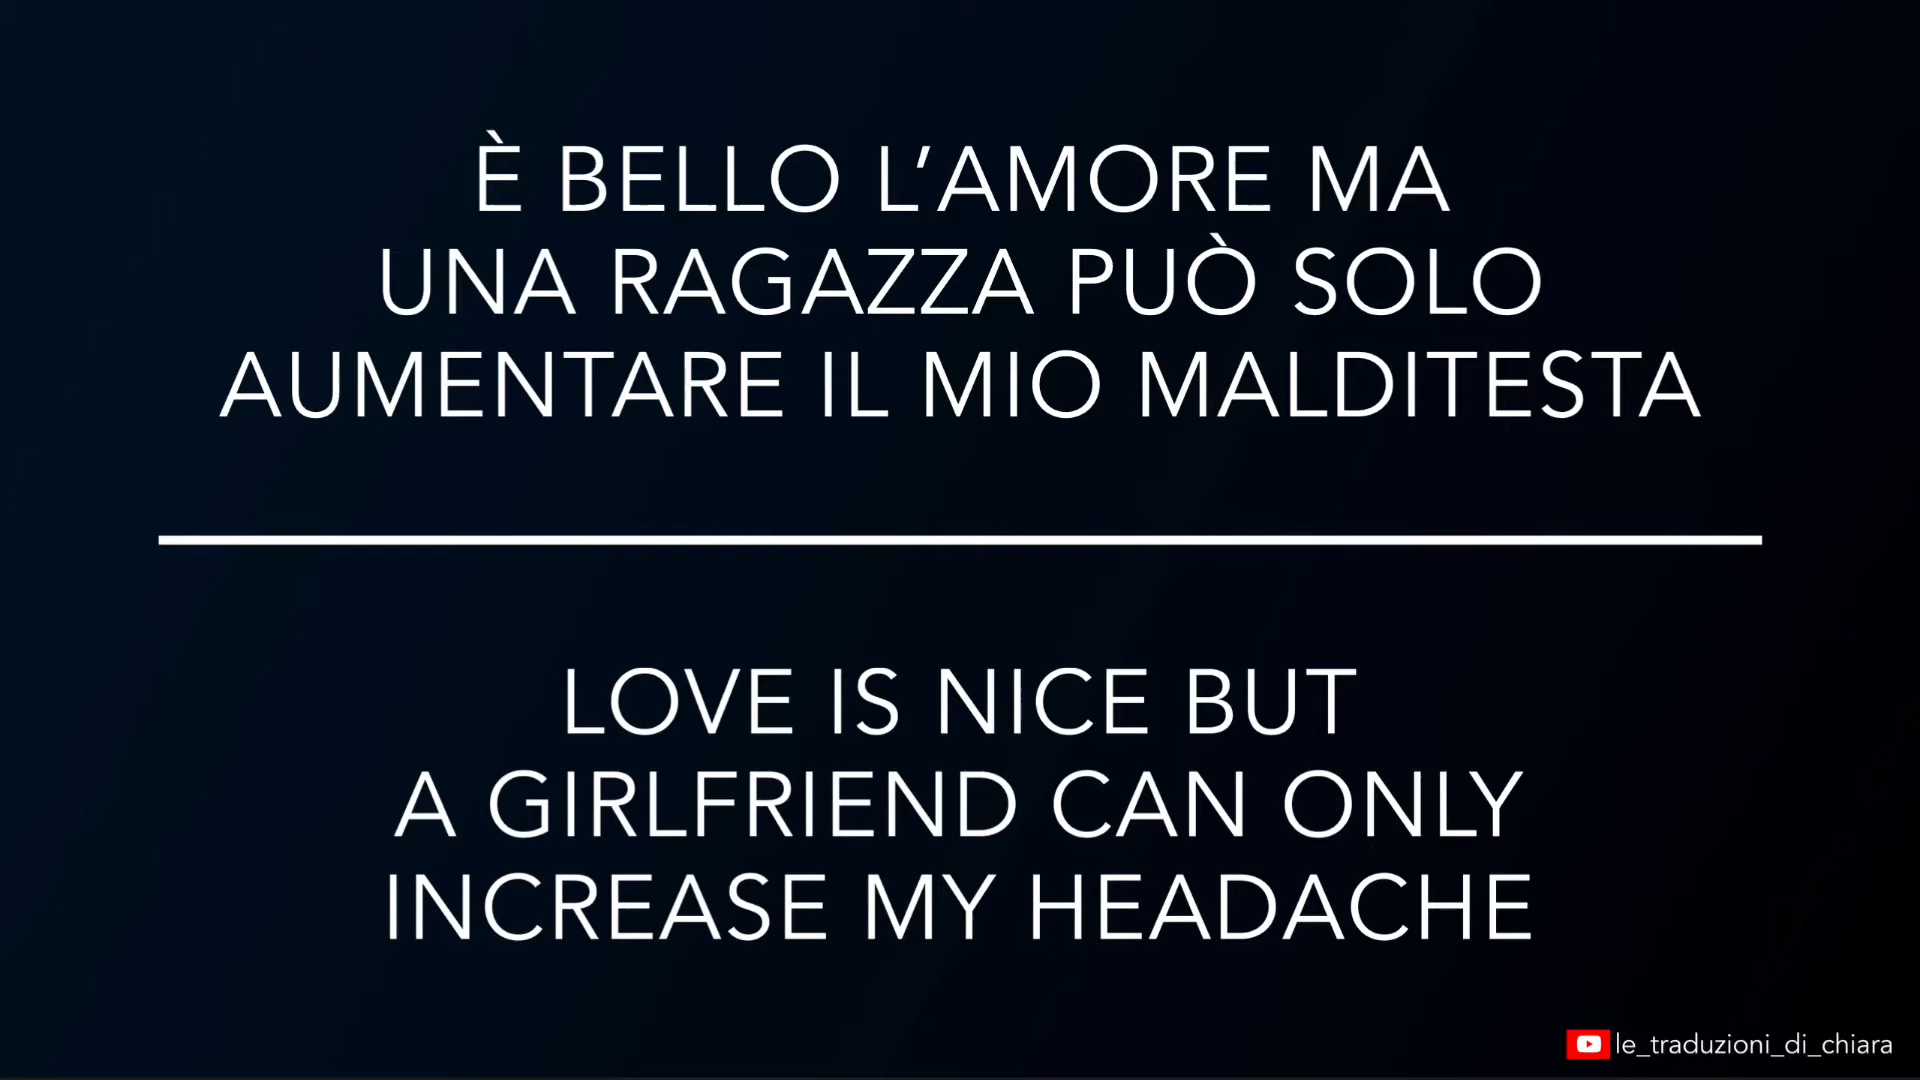 È BELLO L’AMORE MA
UNA RAGAZZA PUÒ SOLO
AUMENTARE IL MIO MALDITESTA
LOVE IS NICE BUT
A GIRLFRIEND CAN ONLY
INCREASE MY HEADACHE
le_traduzioni_di_chiara